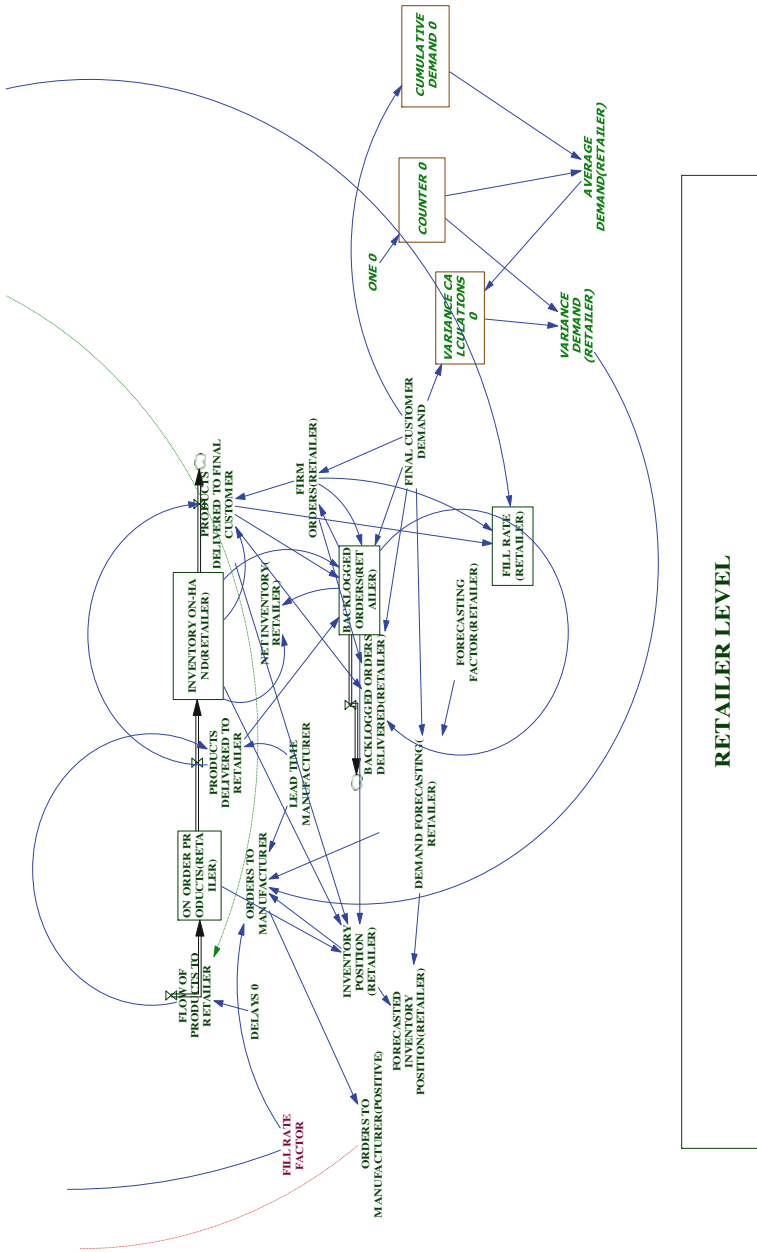 FLOW OF
PRODUCTS TO
RETAILER
ON ORDER PR
ODUCTS(RETA
ILER)
PRODUCTS
DELIVERED TO
RETAILER
INVENTORY ON-HA
ND(RETAILER)
PRODUCTS
DELIVERED TO FINAL
CUSTOMER
DELAYS 0
ORDERS TO
MANUFACTURER
LEAD TIME
MANUFACTURER
NET INVENTORY(
RETAILER)
FIRM
ORDERS(RETAILER)
FILL RATE
FACTOR
ORDERS TO
MANUFACTURER(POSITIVE)
INVENTORY
POSITION
(RETAILER)
FORECASTED
INVENTORY
POSITION(RETAILER)
BACKLOGGED ORDERS
DELIVERED(RETAILER)
BACKLOGGED
ORDERS(RET
AILER)
DEMAND FORECASTING(
RETAILER)
FORECASTING
FACTOR(RETAILER)
FINAL CUSTOMER
DEMAND
FILL RATE
(RETAILER)
ONE 0
VARIANCE CA
LCULATIONS
0
COUNTER 0
CUMULATIVE
DEMAND 0
VARIANCE
DEMAND
(RETAILER)
AVERAGE
DEMAND(RETAILER)
RETAILER LEVEL